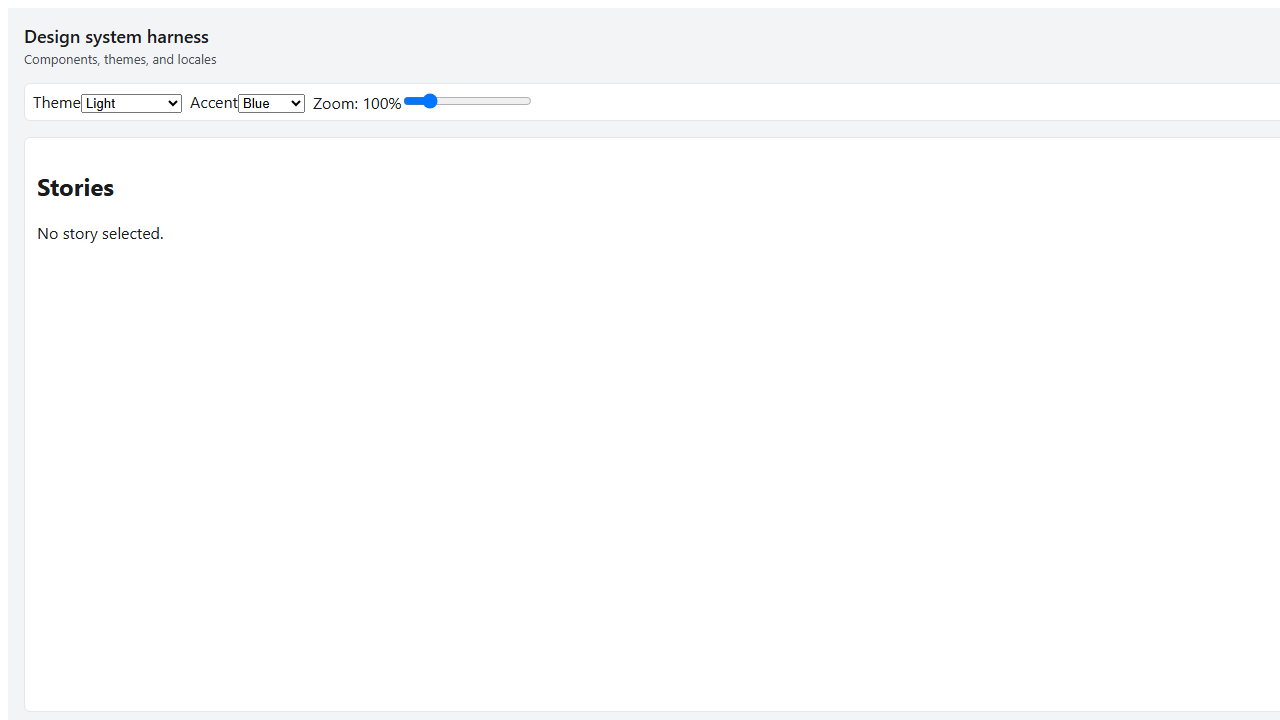 Design system harness
Components, themes, and locales
Theme Light Accent Blue Zoom: 100%
Stories
No story selected.